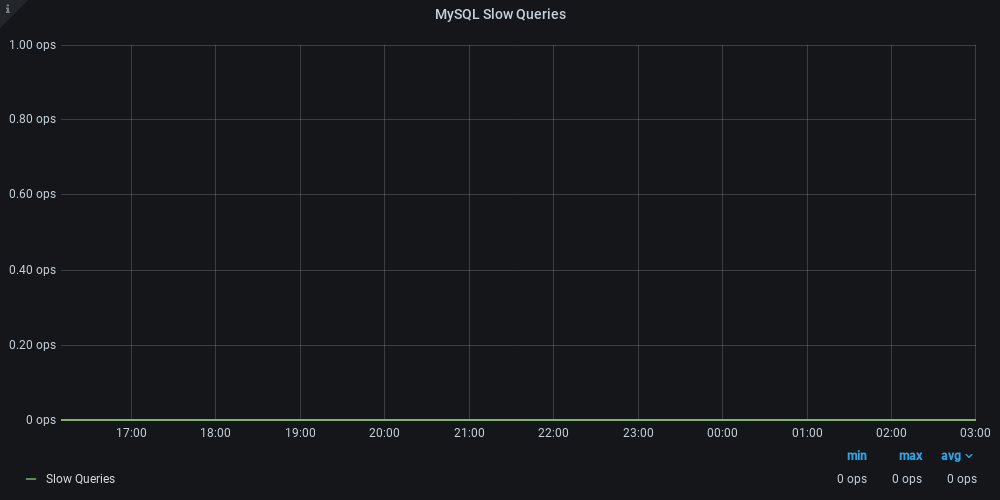 i
MySQL Slow Queries
1.00 ops
0.80 ops
0.60 ops
0.40 ops
0.20 ops
0 ops
17:00 18:00 19:00 20:00 21:00 22:00 23:00 00:00 01:00 02:00 03:00
min max avg
Slow Queries 0 ops 0 ops 0 ops